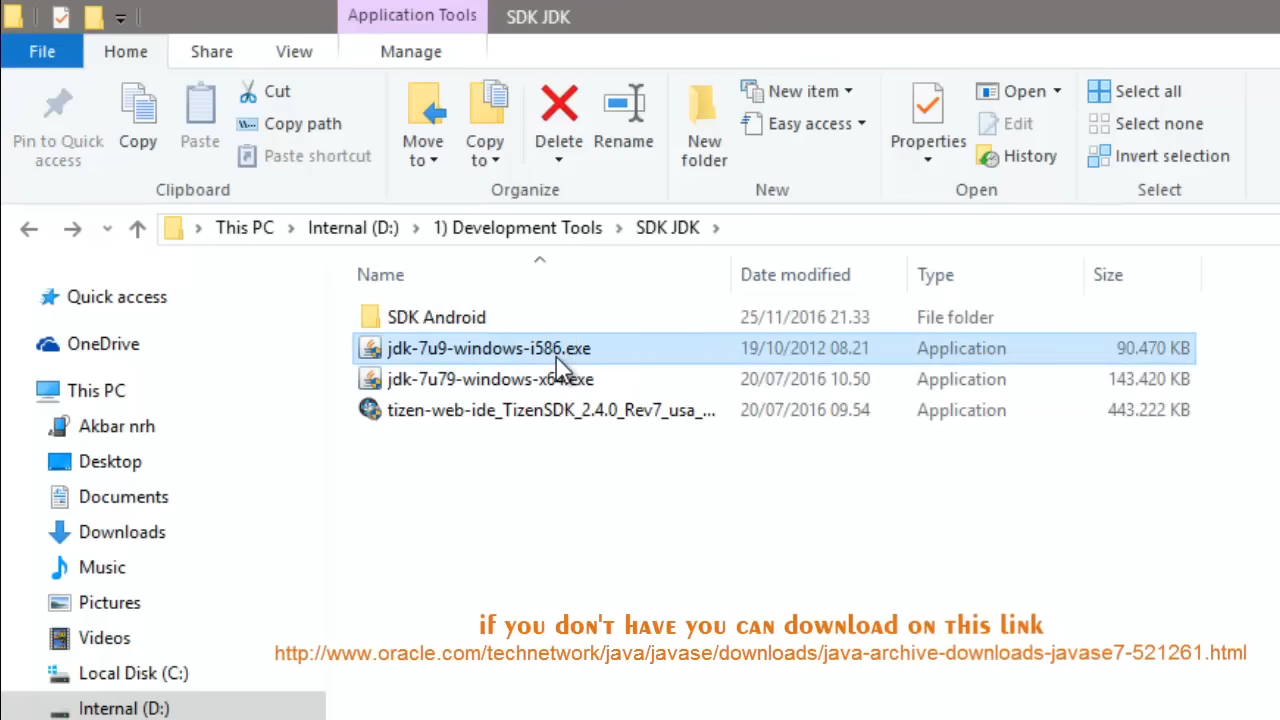 Application Tools
SDK JDK
File
Home
Share
View
Manage
Pin to Quick
access
Copy
Paste
Cut
Copy path
Paste shortcut
Clipboard
Move
to
Copy
to
Delete
Rename
Organize
New
folder
New item
Easy access
New
Properties
Open
Edit
History
Open
Select all
Select none
Invert selection
Select
This PC > Internal (D:) > 1) Development Tools > SDK JDK >
Name Date modified Type Size
SDK Android 25/11/2016 21.33 File folder
jdk-7u9-windows-i586.exe 19/10/2012 08.21 Application 90.470 KB
jdk-7u79-windows-x64.exe 20/07/2016 10.50 Application 143.420 KB
tizen-web-ide_TizenSDK_2.4.0_Rev7_usa_... 20/07/2016 09.54 Application 443.222 KB
Quick access
OneDrive
This PC
Akbar nrh
Desktop
Documents
Downloads
Music
Pictures
Videos
Local Disk (C:)
Internal (D:)
if you don't have you can download on this link
http://www.oracle.com/technetwork/java/javase/downloads/java-archive-downloads-javase7-521261.html